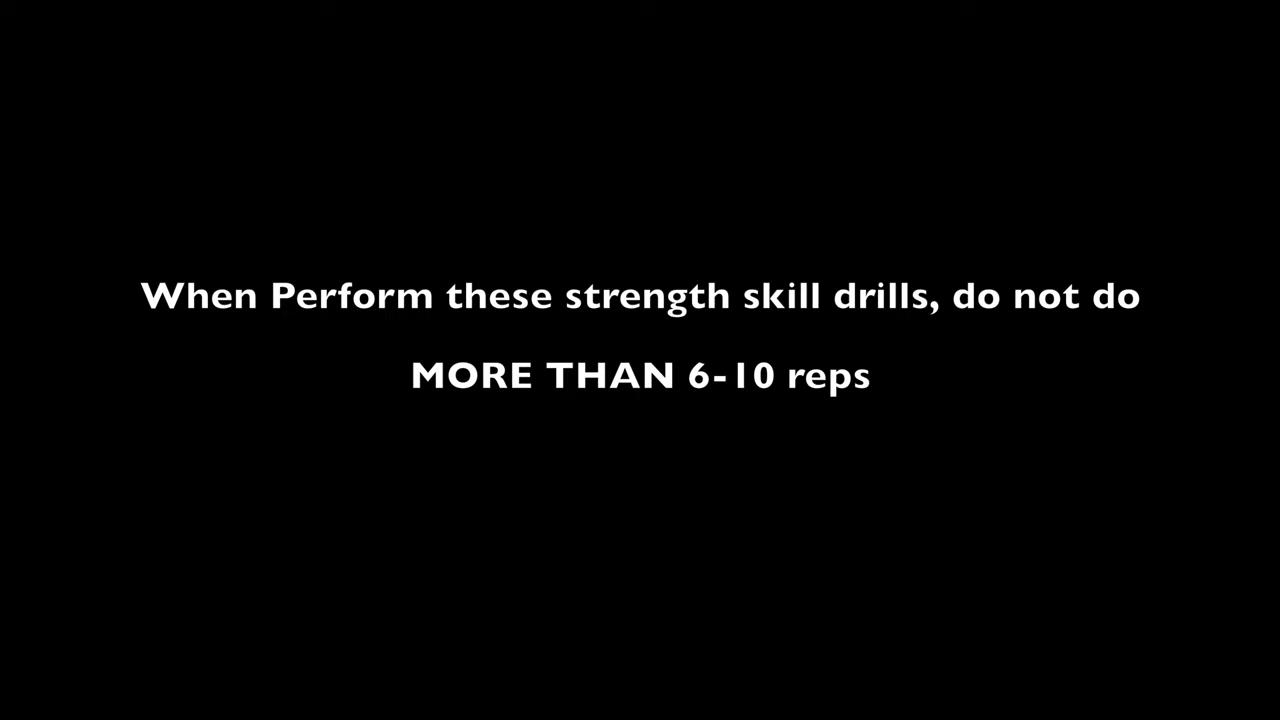 When Perform these strength skill drills, do not do
MORE THAN 6-10 reps